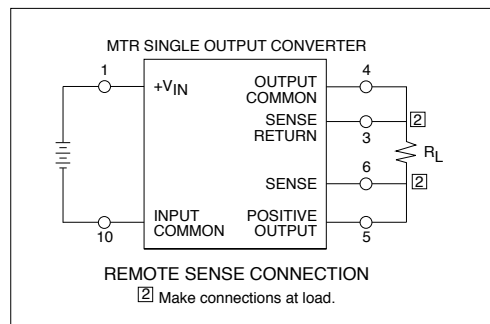 MTR SINGLE OUTPUT CONVERTER
1
+VIN
OUTPUT COMMON
4
SENSE RETURN
3
2
RL
SENSE
6
2
INPUT COMMON
10
POSITIVE OUTPUT
5
REMOTE SENSE CONNECTION
2 Make connections at load.